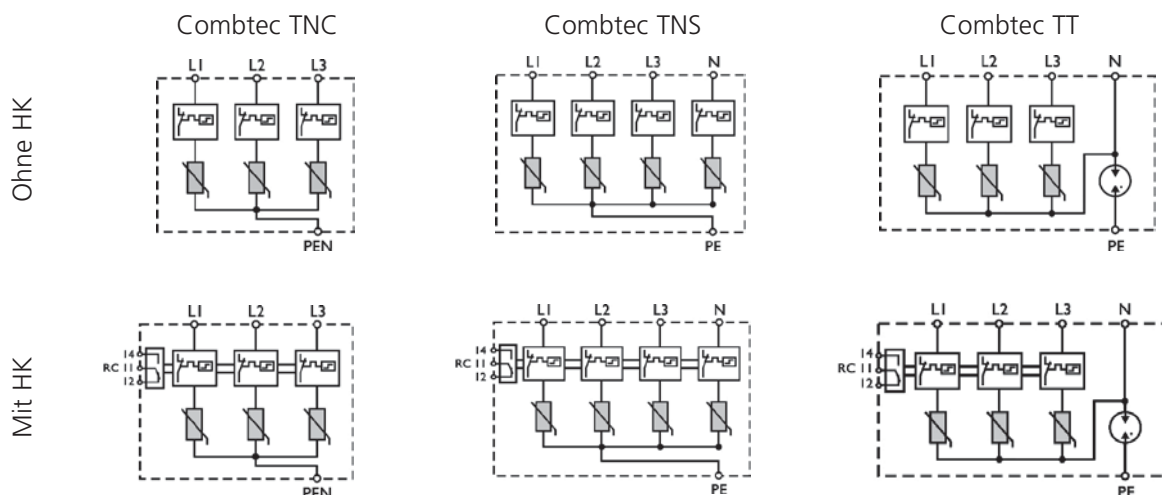 Combtec TNC Combtec TNS Combtec TT
Ohne HK
L1 L2 L3
PEN
L1 L2 L3 N
PE
L1 L2 L3 N
PE
Mit HK
L1 L2 L3
14
RC 11
12
PEN
L1 L2 L3 N
14
RC 11
12
PE
L1 L2 L3 N
14
RC 11
12
PE